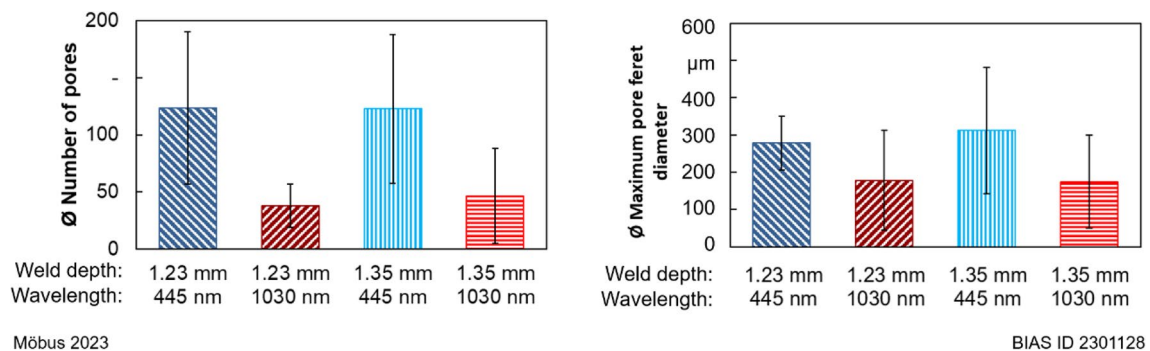 200
-
100
50
0
Ø Number of pores
Weld depth: 1.23 mm 1.23 mm 1.35 mm 1.35 mm
Wavelength: 445 nm 1030 nm 445 nm 1030 nm
600
µm
400
300
200
100
0
Ø Maximum pore feret
diameter
Weld depth: 1.23 mm 1.23 mm 1.35 mm 1.35 mm
Wavelength: 445 nm 1030 nm 445 nm 1030 nm
Möbus 2023
BIAS ID 2301128